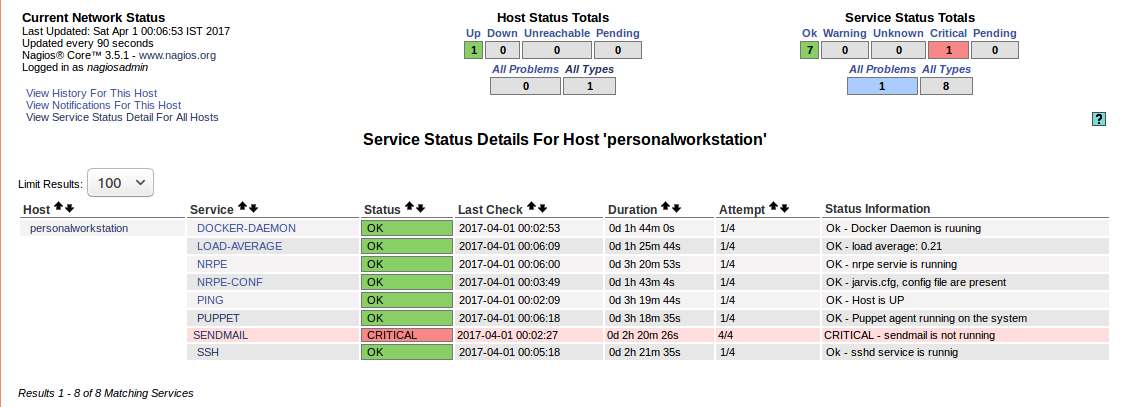 Current Network Status
Last Updated: Sat Apr 1 00:06:53 IST 2017
Updated every 90 seconds
Nagios® Core™ 3.5.1 - www.nagios.org
Logged in as nagiosadmin
View History For This Host
View Notifications For This Host
View Service Status Detail For All Hosts
Host Status Totals
Up Down Unreachable Pending
1 0 0 0
All Problems All Types
0 1
Service Status Totals
Ok Warning Unknown Critical Pending
7 0 0 1 0
All Problems All Types
1 8
?
Service Status Details For Host 'personalworkstation'
Limit Results: 100
Host Service Status Last Check Duration Attempt Status Information
personalworkstation DOCKER-DAEMON OK 2017-04-01 00:02:53 0d 1h 44m 0s 1/4 Ok - Docker Daemon is ruuning
LOAD-AVERAGE OK 2017-04-01 00:06:09 0d 1h 25m 44s 1/4 OK - load average: 0.21
NRPE OK 2017-04-01 00:06:00 0d 3h 20m 53s 1/4 OK - nrpe servie is running
NRPE-CONF OK 2017-04-01 00:03:49 0d 1h 43m 4s 1/4 OK - jarvis.cfg, config file are present
PING OK 2017-04-01 00:02:09 0d 3h 19m 44s 1/4 OK - Host is UP
PUPPET OK 2017-04-01 00:06:18 0d 3h 18m 35s 1/4 OK - Puppet agent running on the system
SENDMAIL CRITICAL 2017-04-01 00:02:27 0d 2h 20m 26s 4/4 CRITICAL - sendmail is not running
SSH OK 2017-04-01 00:05:18 0d 2h 21m 35s 1/4 Ok - sshd service is runnig
Results 1 - 8 of 8 Matching Services